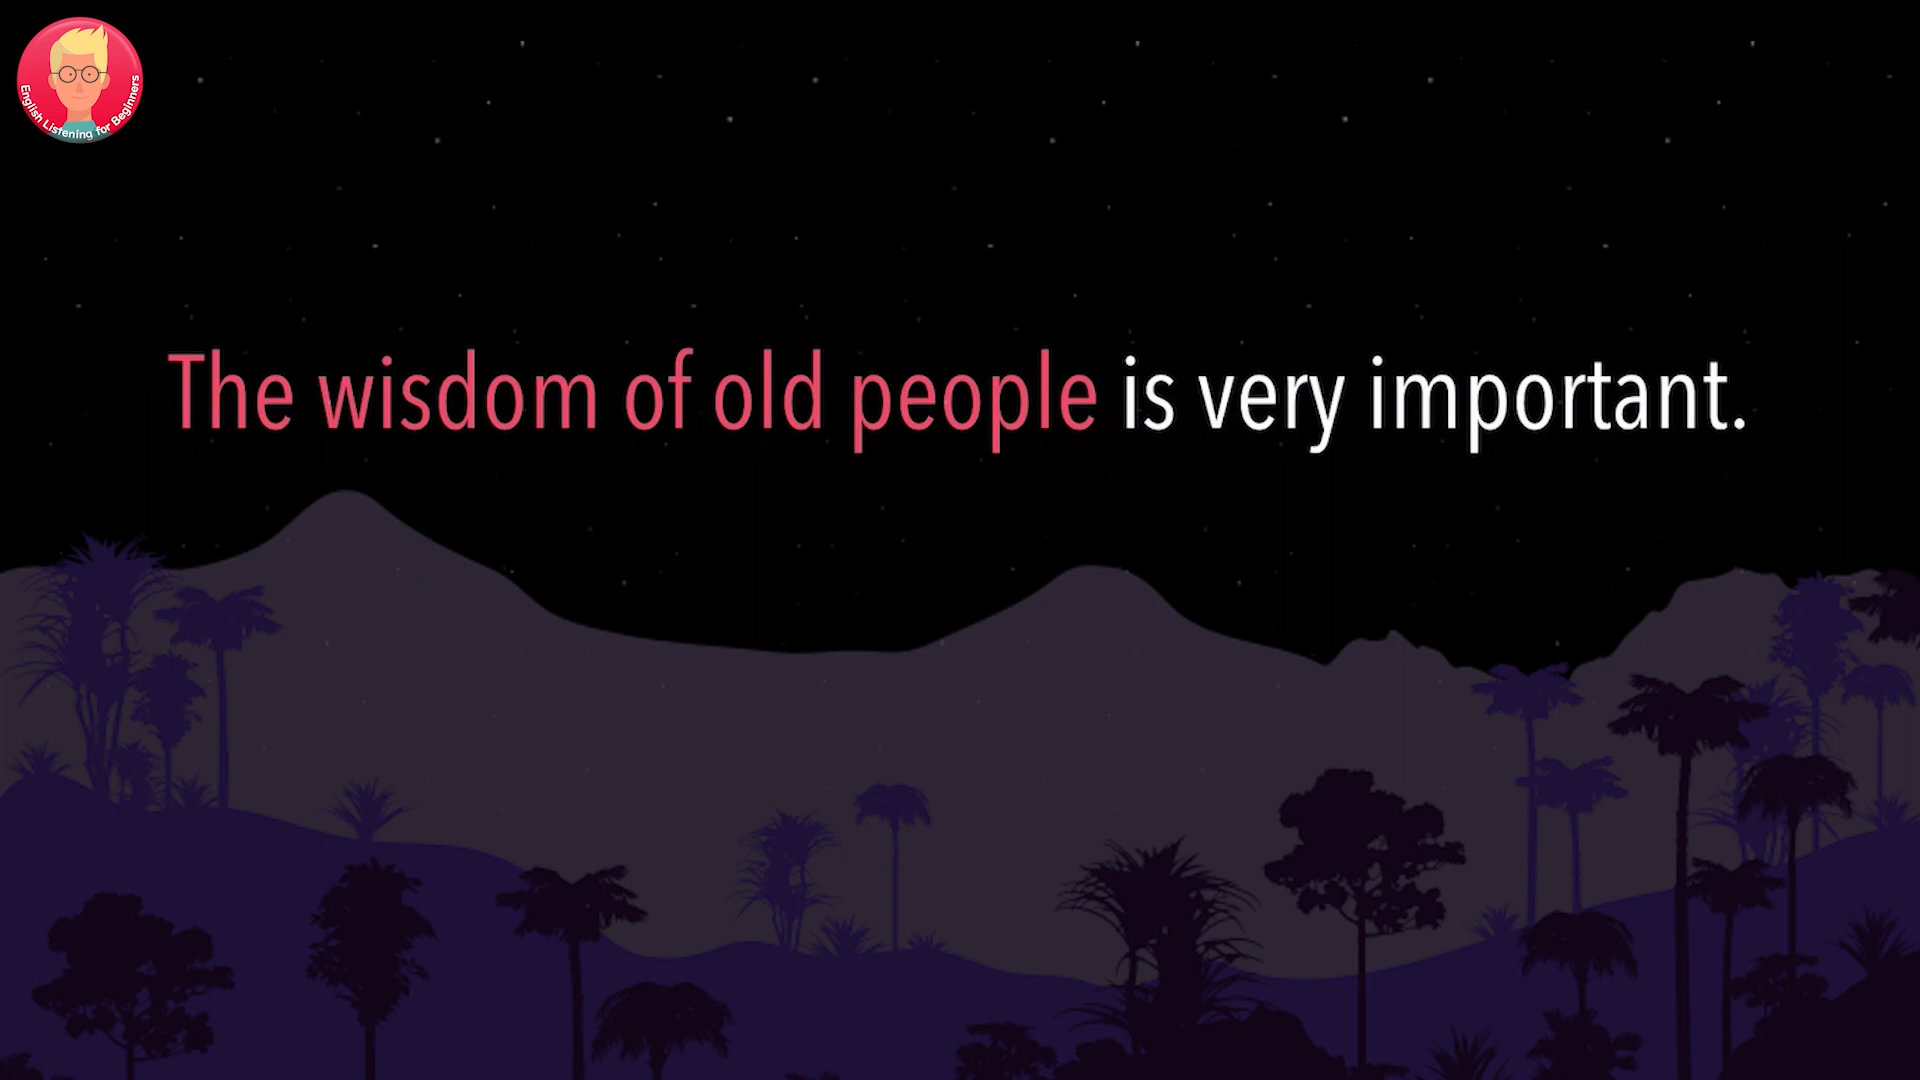 English Listening for Beginners
The wisdom of old people is very important.